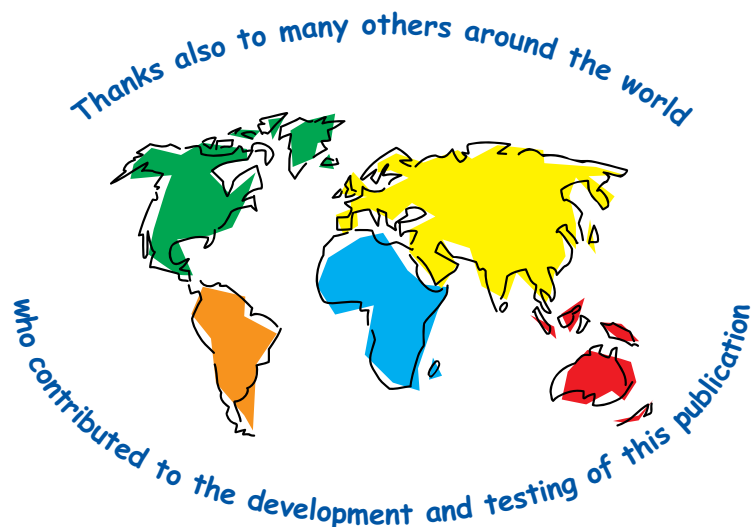 Thanks also to many others around the world
who contributed to the development and testing of this publication